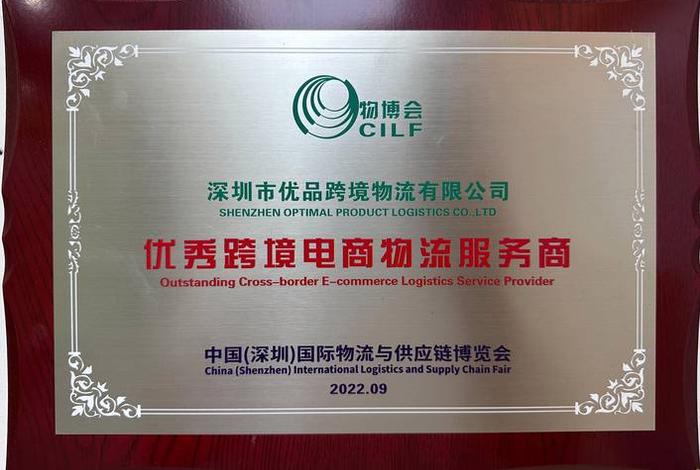 物博会
CILF
深圳市优品跨境物流有限公司
SHENZHEN OPTIMAL PRODUCT LOGISTICS CO.,LTD
优秀跨境电商物流服务商
Outstanding Cross-border E-commerce Logistics Service Provider
中国(深圳)国际物流与供应链博览会
China (Shenzhen) International Logistics and Supply Chain Fair
2022.09